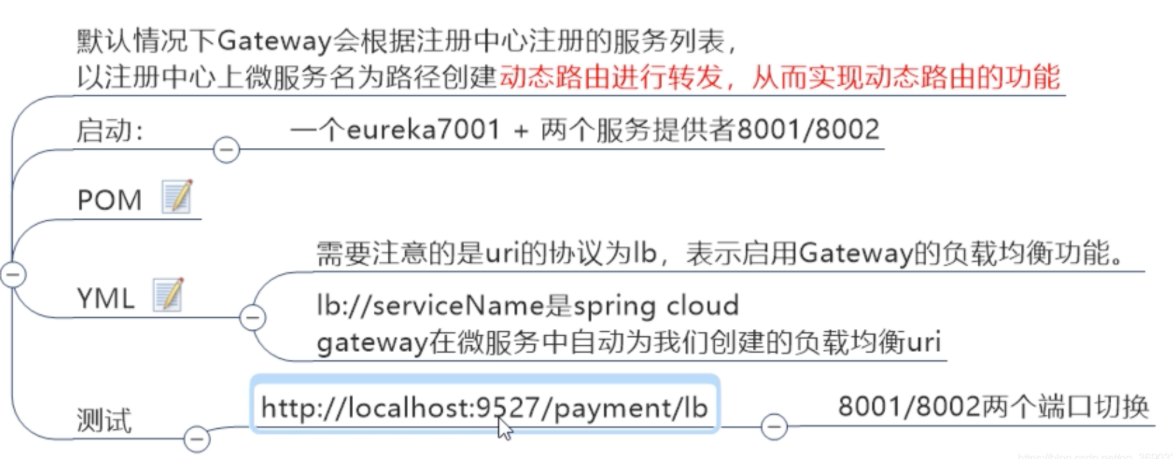 默认情况下Gateway会根据注册中心注册的服务列表，
以注册中心上微服务名为路径创建动态路由进行转发，从而实现动态路由的功能
启动：
一个eureka7001 + 两个服务提供者8001/8002
POM
YML
需要注意的是uri的协议为lb，表示启用Gateway的负载均衡功能。
lb://serviceName是spring cloud
gateway在微服务中自动为我们创建的负载均衡uri
测试
http://localhost:9527/payment/lb
8001/8002两个端口切换